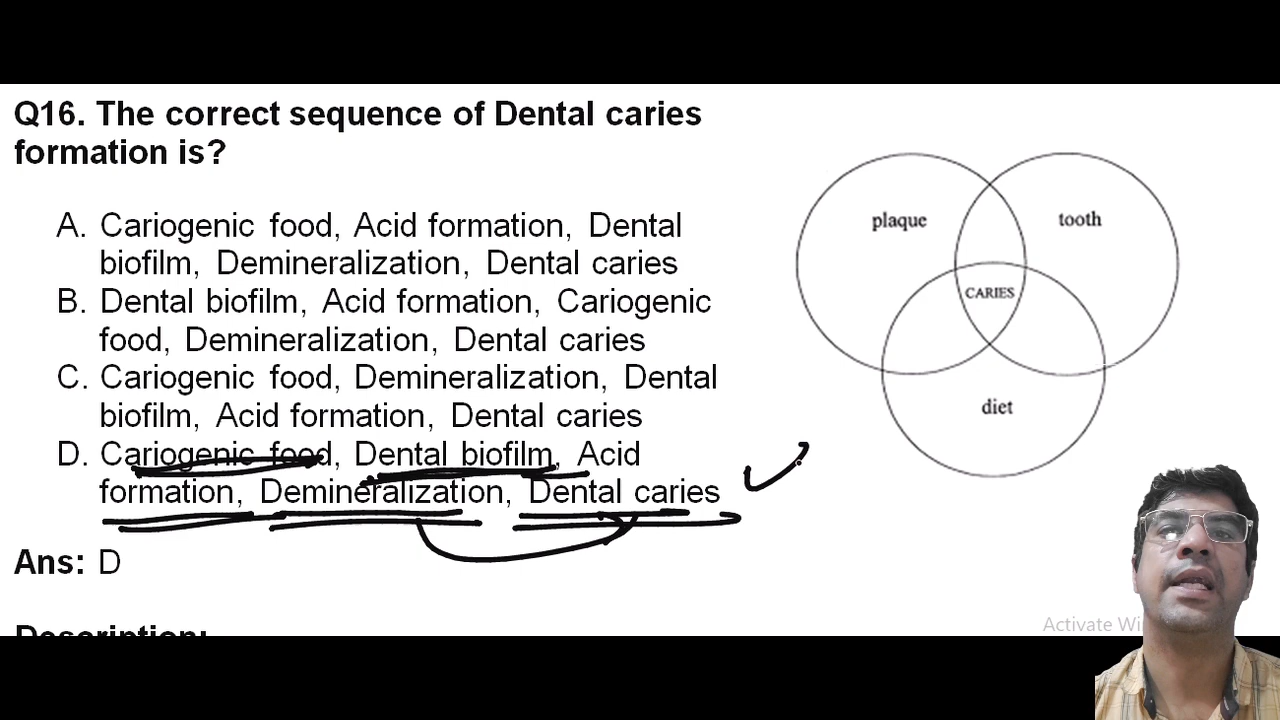 Q16. The correct sequence of Dental caries
formation is?
A. Cariogenic food, Acid formation, Dental
biofilm, Demineralization, Dental caries
B. Dental biofilm, Acid formation, Cariogenic
food, Demineralization, Dental caries
C. Cariogenic food, Demineralization, Dental
biofilm, Acid formation, Dental caries
D. Cariogenic food, Dental biofilm, Acid
formation, Demineralization, Dental caries
Ans: D
Description:
plaque
tooth
CARIES
diet
Activate